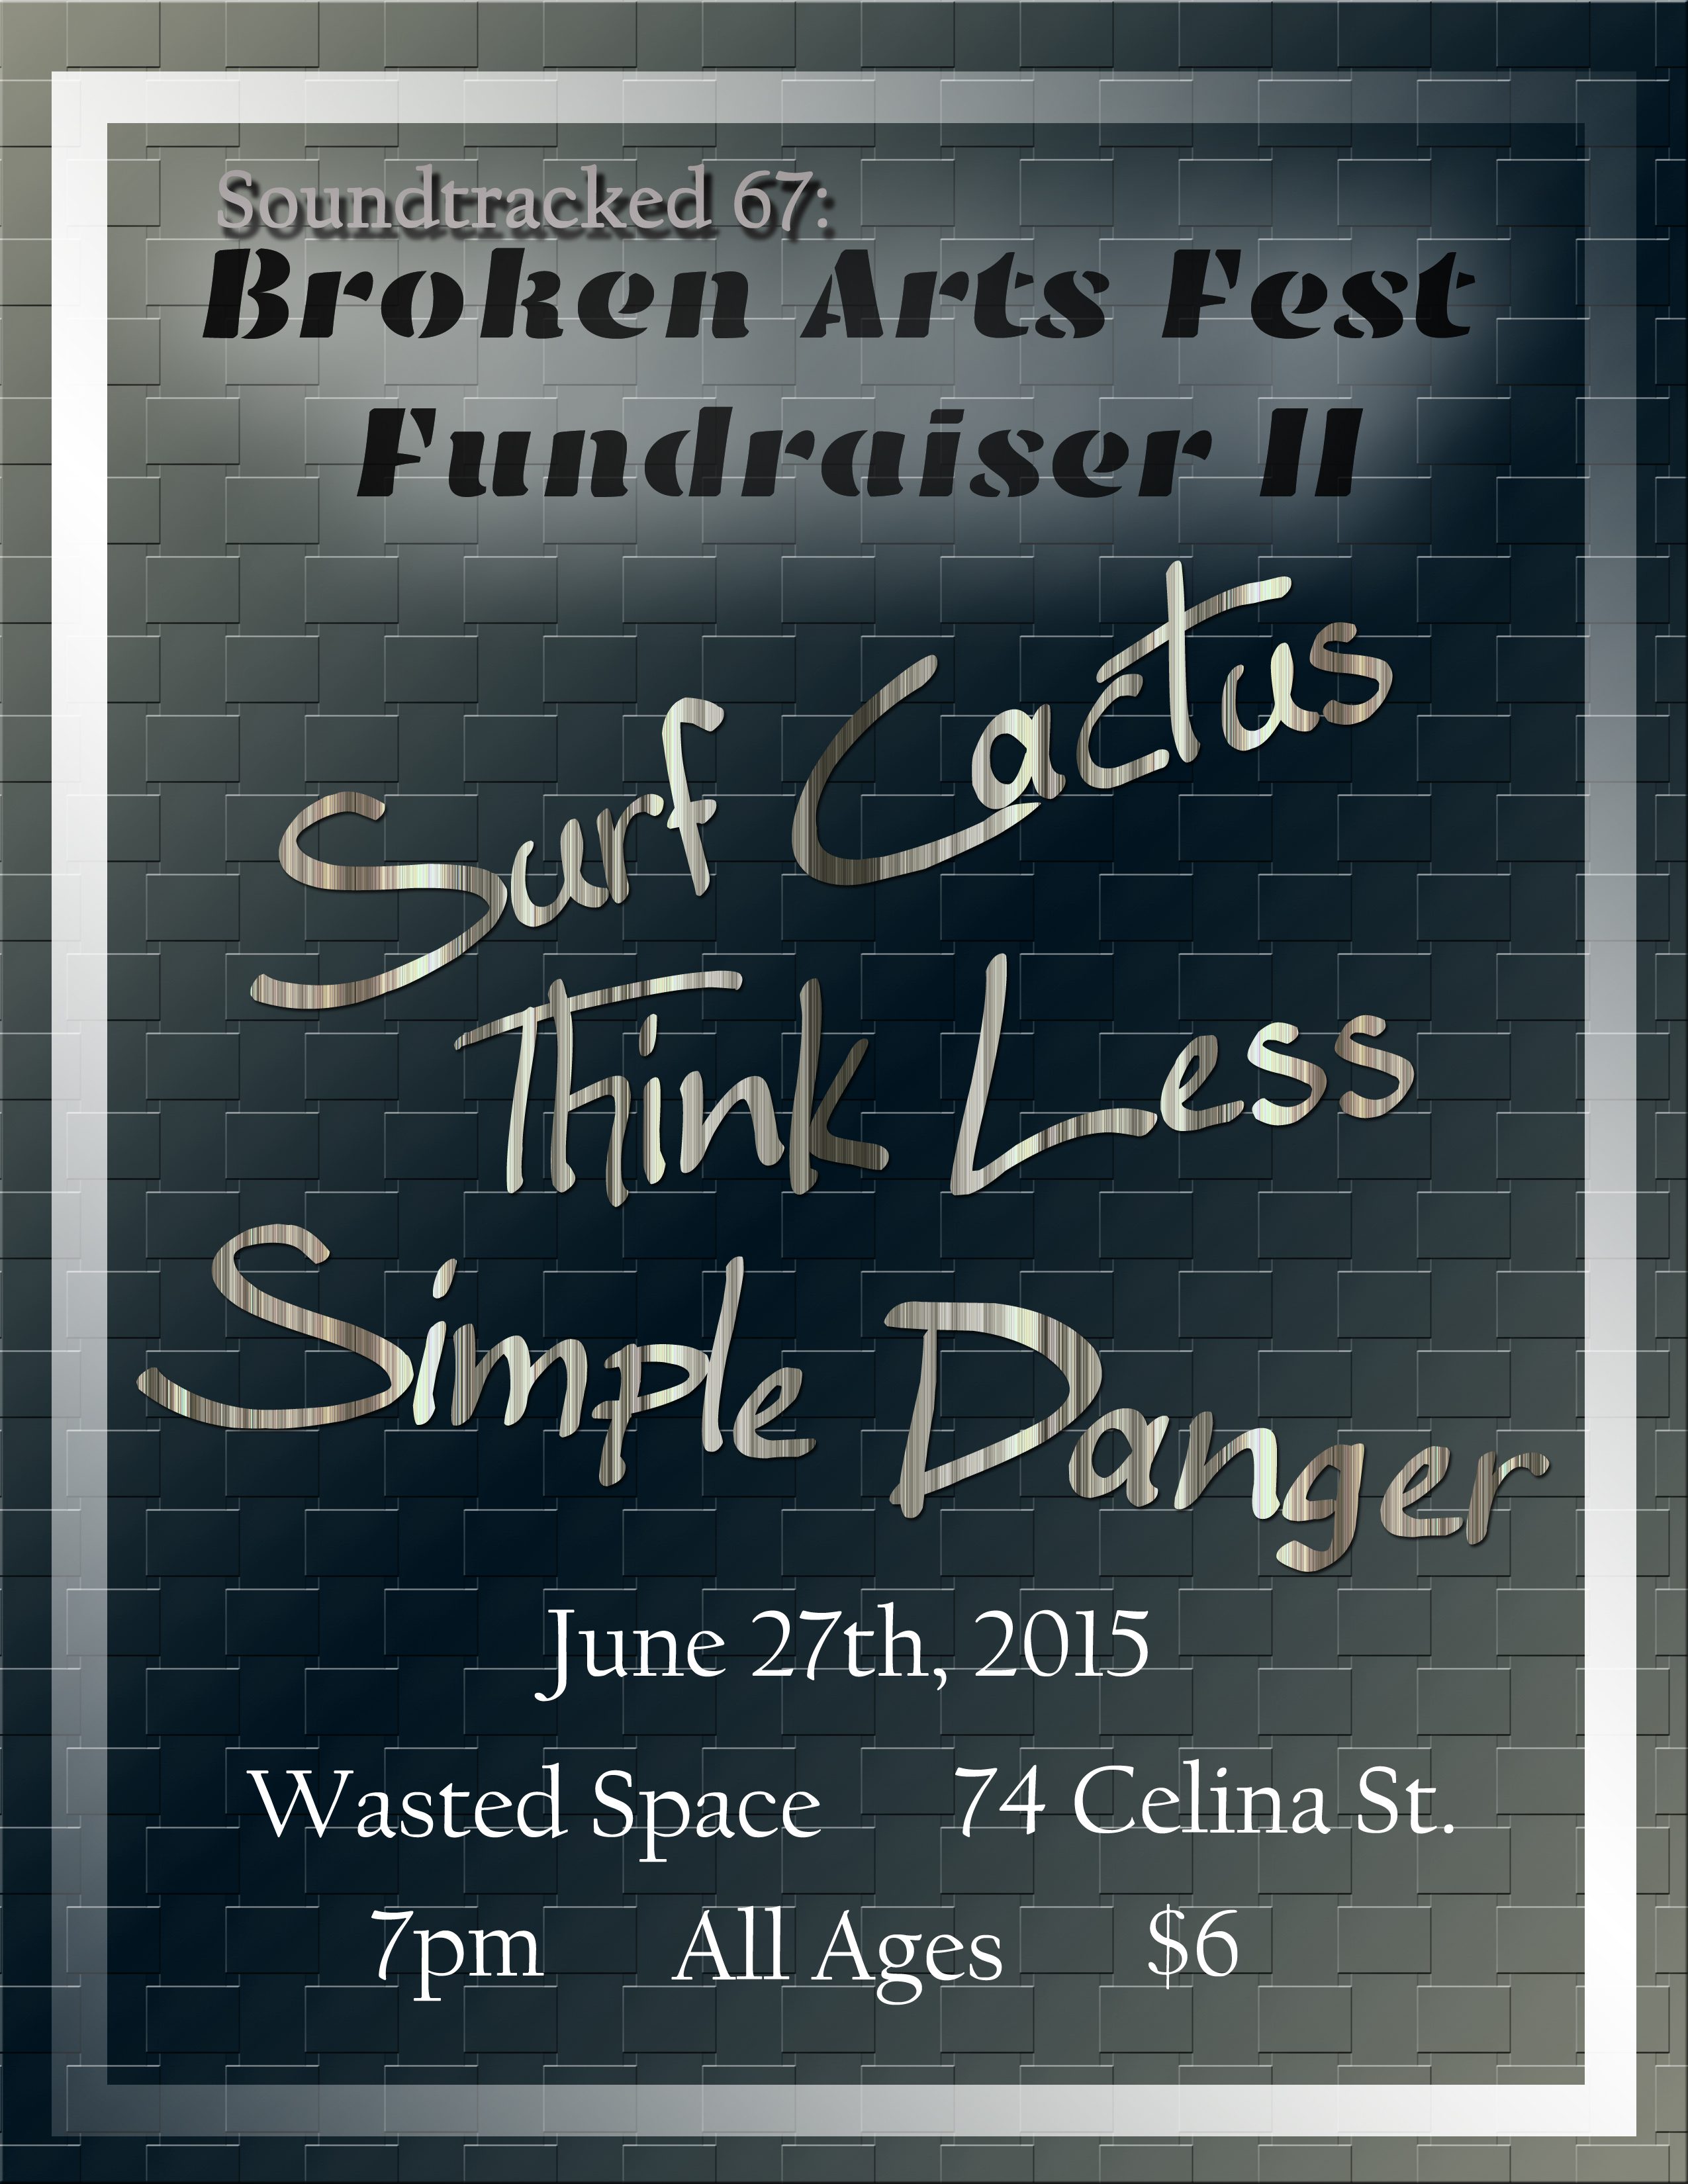 Soundtracked 67:
Broken Arts Fest
Fundraiser II
Surf Cactus
Think Less
Simple Danger
June 27th, 2015
Wasted Space 74 Celina St.
7pm All Ages $6